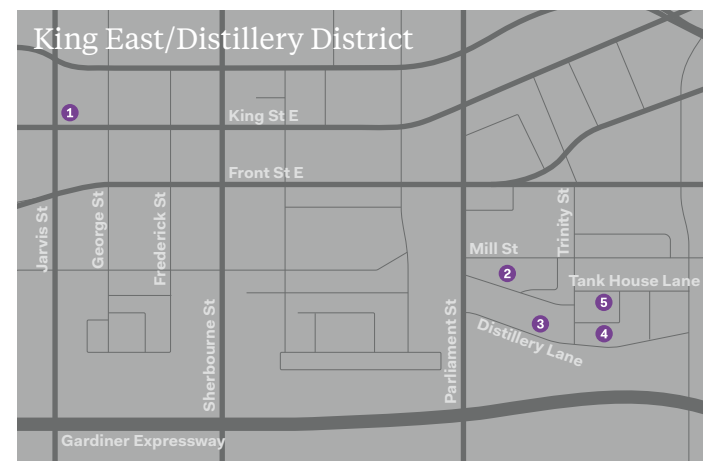 King East/Distillery District
1
King St E
Front St E
Jarvis St
George St
Frederick St
Sherbourne St
Parliament St
Trinity St
Mill St
2
Tank House Lane
5
3
4
Distillery Lane
Gardiner Expressway